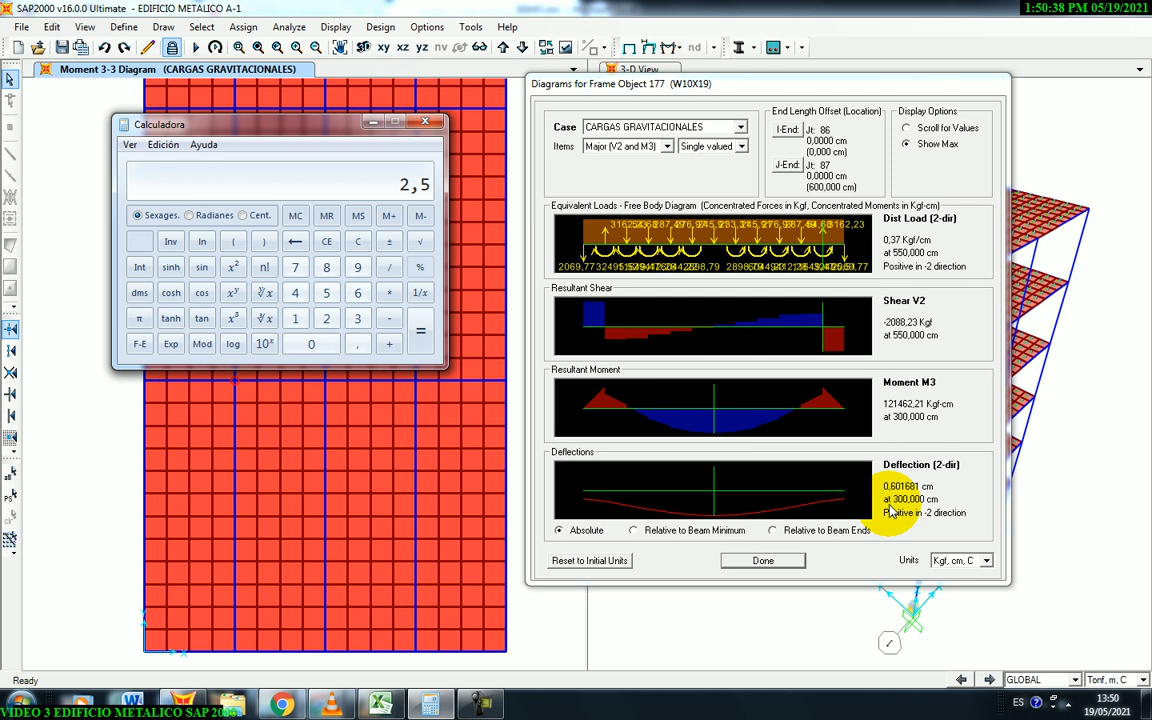 SAP2000 v16.0.0 Ultimate - EDIFICIO METALICO A-1
1:50:38 PM 05/19/2021
File Edit View Define Draw Select Assign Analyze Display Design Options Tools Help
3D xy xz yz nv
Moment 3-3 Diagram (CARGAS GRAVITACIONALES)
3-D View
Calculadora
Ver Edición Ayuda
2,5
Sexages. Radianes Cent. MC MR MS M+ M-
Inv ln ( ) ← CE C ± √
Int sinh sin x² n! 7 8 9 / %
dms cosh cos xʸ ʸ√x 4 5 6 * 1/x
π tanh tan x³ ³√x 1 2 3 - =
F-E Exp Mod log 10ˣ 0 , +
Diagrams for Frame Object 177 (W10X19)
Case CARGAS GRAVITACIONALES
Items Major (V2 and M3) Single valued
End Length Offset (Location)
I-End: Jt: 86
0,0000 cm
(0,000 cm)
J-End: Jt: 87
0,0000 cm
(600,000 cm)
Display Options
Scroll for Values
Show Max
Equivalent Loads - Free Body Diagram (Concentrated Forces in Kgf, Concentrated Moments in Kgf-cm)
Dist Load (2-dir)
0,37 Kgf/cm
at 550,000 cm
Positive in -2 direction
Resultant Shear
Shear V2
-2088,23 Kgf
at 550,000 cm
Resultant Moment
Moment M3
121462,21 Kgf-cm
at 300,000 cm
Deflections
Deflection (2-dir)
0,601681 cm
at 300,000 cm
Positive in -2 direction
Absolute Relative to Beam Minimum Relative to Beam Ends
Reset to Initial Units Done Units Kgf, cm, C
Ready
GLOBAL Tonf, m, C
ES 13:50
19/05/2021